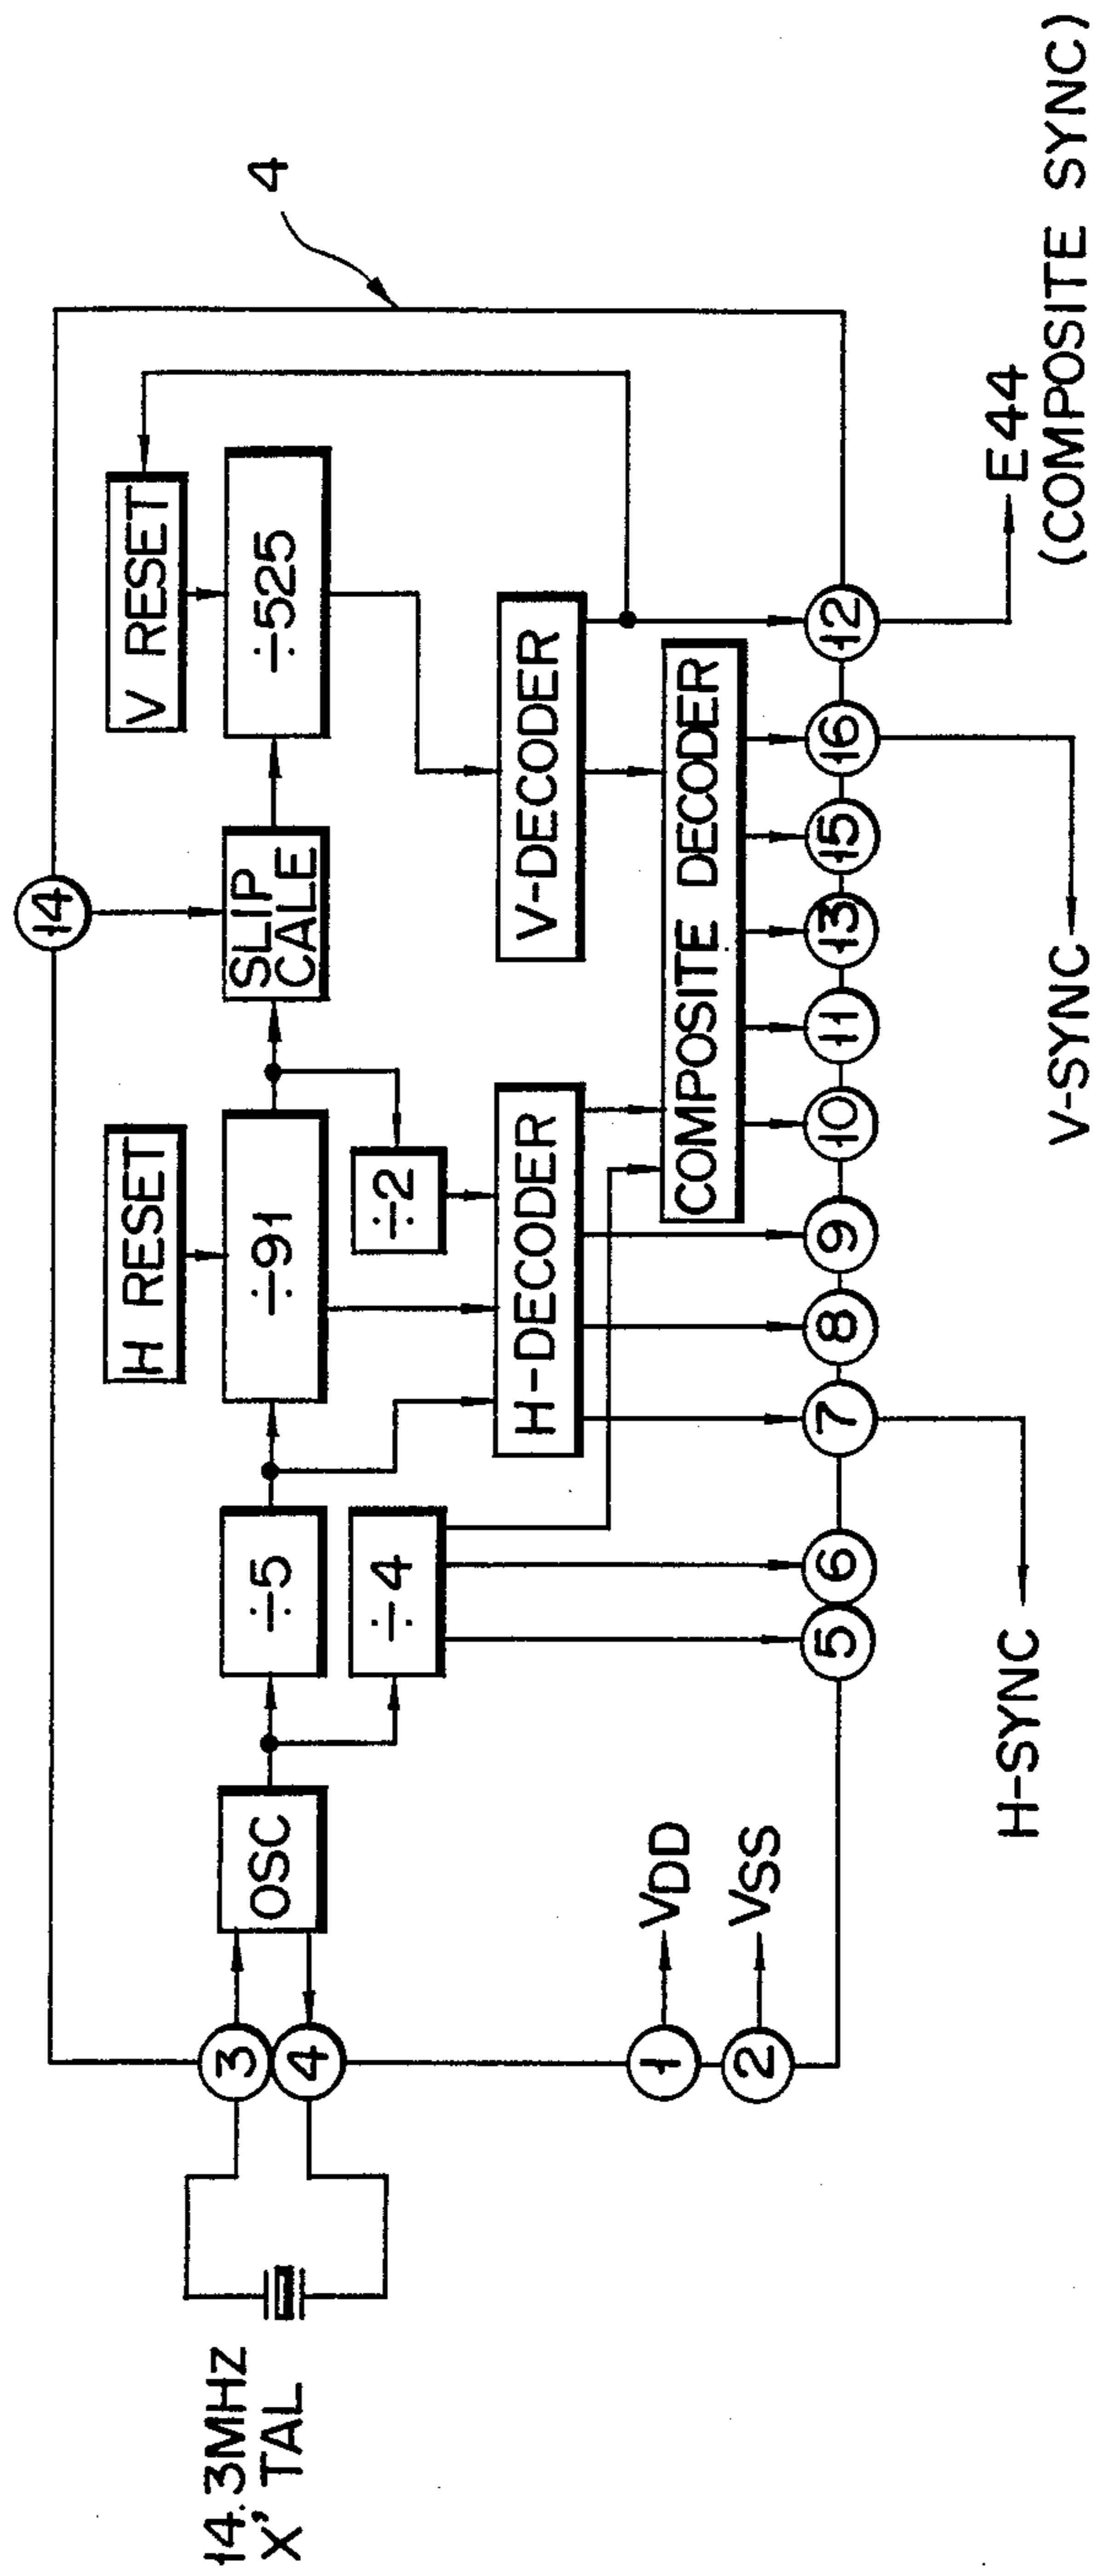 4
14
H RESET
V RESET
14.3MHZ
X' TAL
3
4
OSC
÷5
÷91
SLIP
CALE
÷525
÷4
÷2
H-DECODER
V-DECODER
COMPOSITE DECODER
1
VDD
2
VSS
5
6
7
8
9
10
11
13
15
16
12
H-SYNC
V-SYNC
E44
(COMPOSITE SYNC)